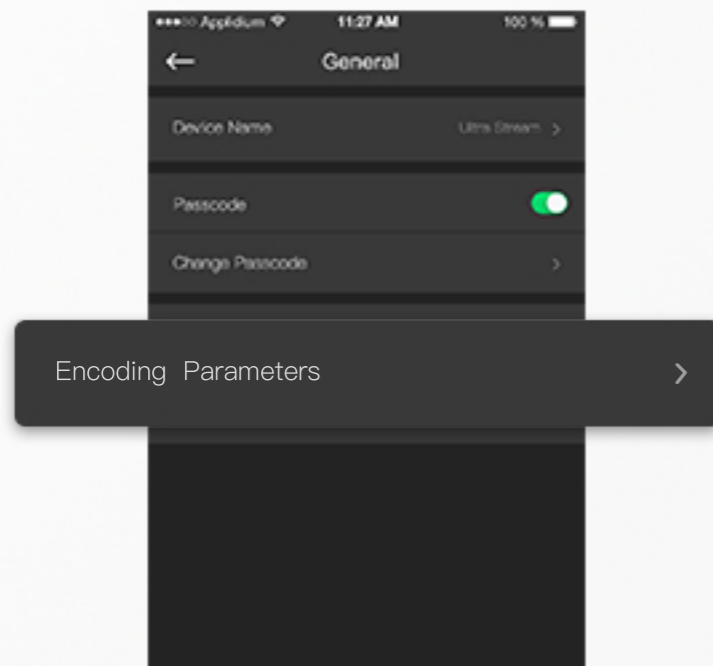 Applidium 11:27 AM 100 %
General
Device Name Ultra Stream
Passcode
Change Passcode
Encoding Parameters